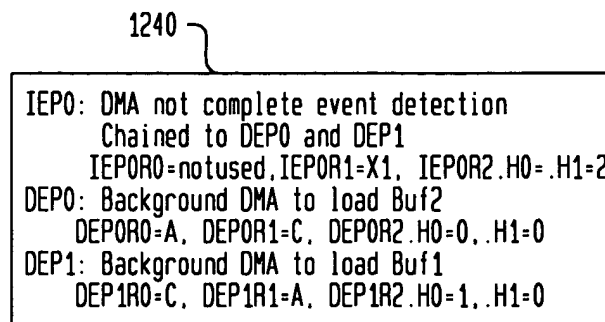 1240
IEP0: DMA not complete event detection
Chained to DEP0 and DEP1
IEP0R0=notused,IEP0R1=X1, IEP0R2.H0=.H1=2
DEP0: Background DMA to load Buf2
DEP0R0=A, DEP0R1=C, DEP0R2.H0=0,.H1=0
DEP1: Background DMA to load Buf1
DEP1R0=C, DEP1R1=A, DEP1R2.H0=1,.H1=0